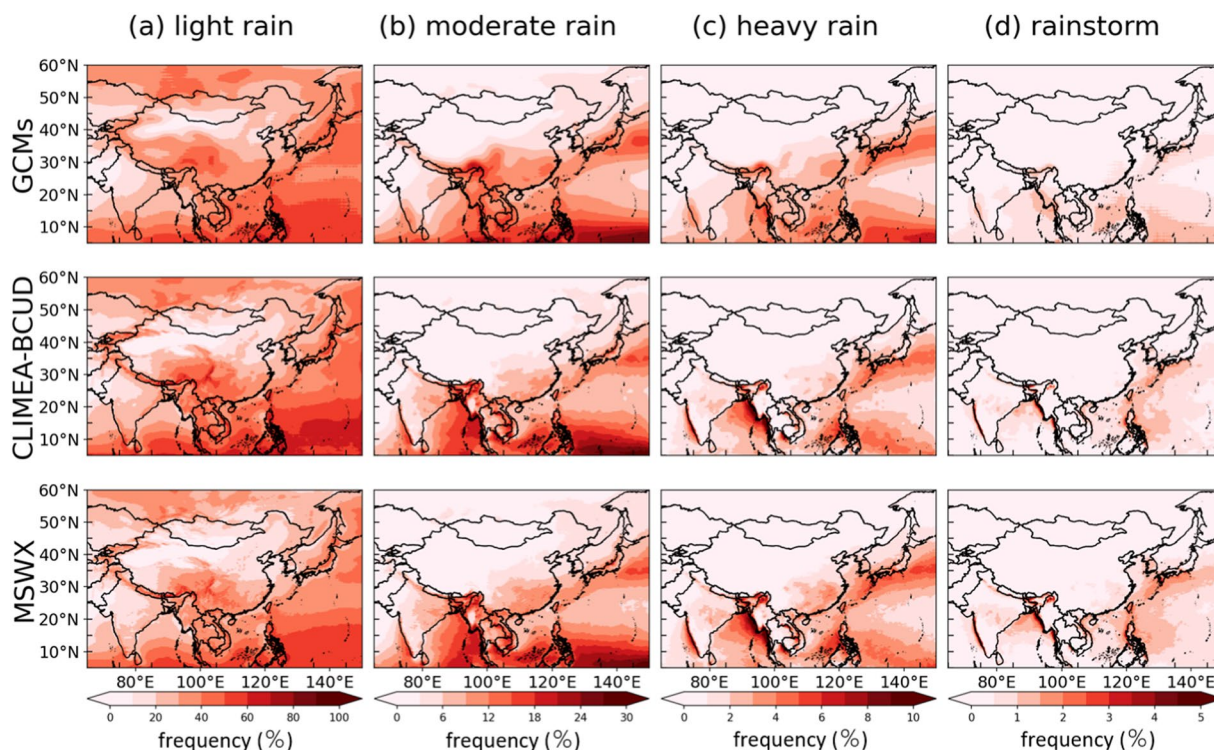 (a) light rain (b) moderate rain (c) heavy rain (d) rainstorm
GCMs
60°N
50°N
40°N
30°N
20°N
10°N
CLIMEA-BCUD
60°N
50°N
40°N
30°N
20°N
10°N
MSWX
60°N
50°N
40°N
30°N
20°N
10°N
80°E 100°E 120°E 140°E 80°E 100°E 120°E 140°E 80°E 100°E 120°E 140°E 80°E 100°E 120°E 140°E
0 20 40 60 80 100 0 6 12 18 24 30 0 2 4 6 8 10 0 1 2 3 4 5
frequency (%) frequency (%) frequency (%) frequency (%)